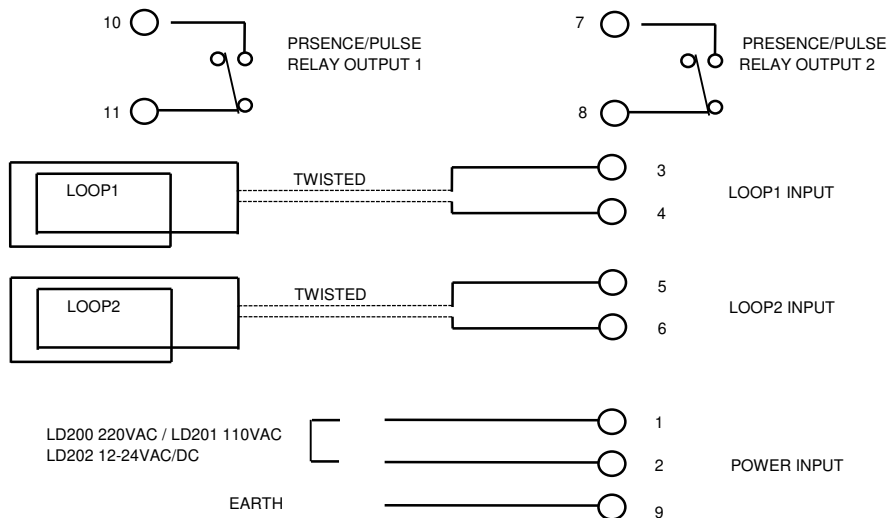 10
PRSENCE/PULSE
RELAY OUTPUT 1
11
7
PRESENCE/PULSE
RELAY OUTPUT 2
8
LOOP1
TWISTED
3
4
LOOP1 INPUT
LOOP2
TWISTED
5
6
LOOP2 INPUT
LD200 220VAC / LD201 110VAC
LD202 12-24VAC/DC
1
2
POWER INPUT
EARTH
9